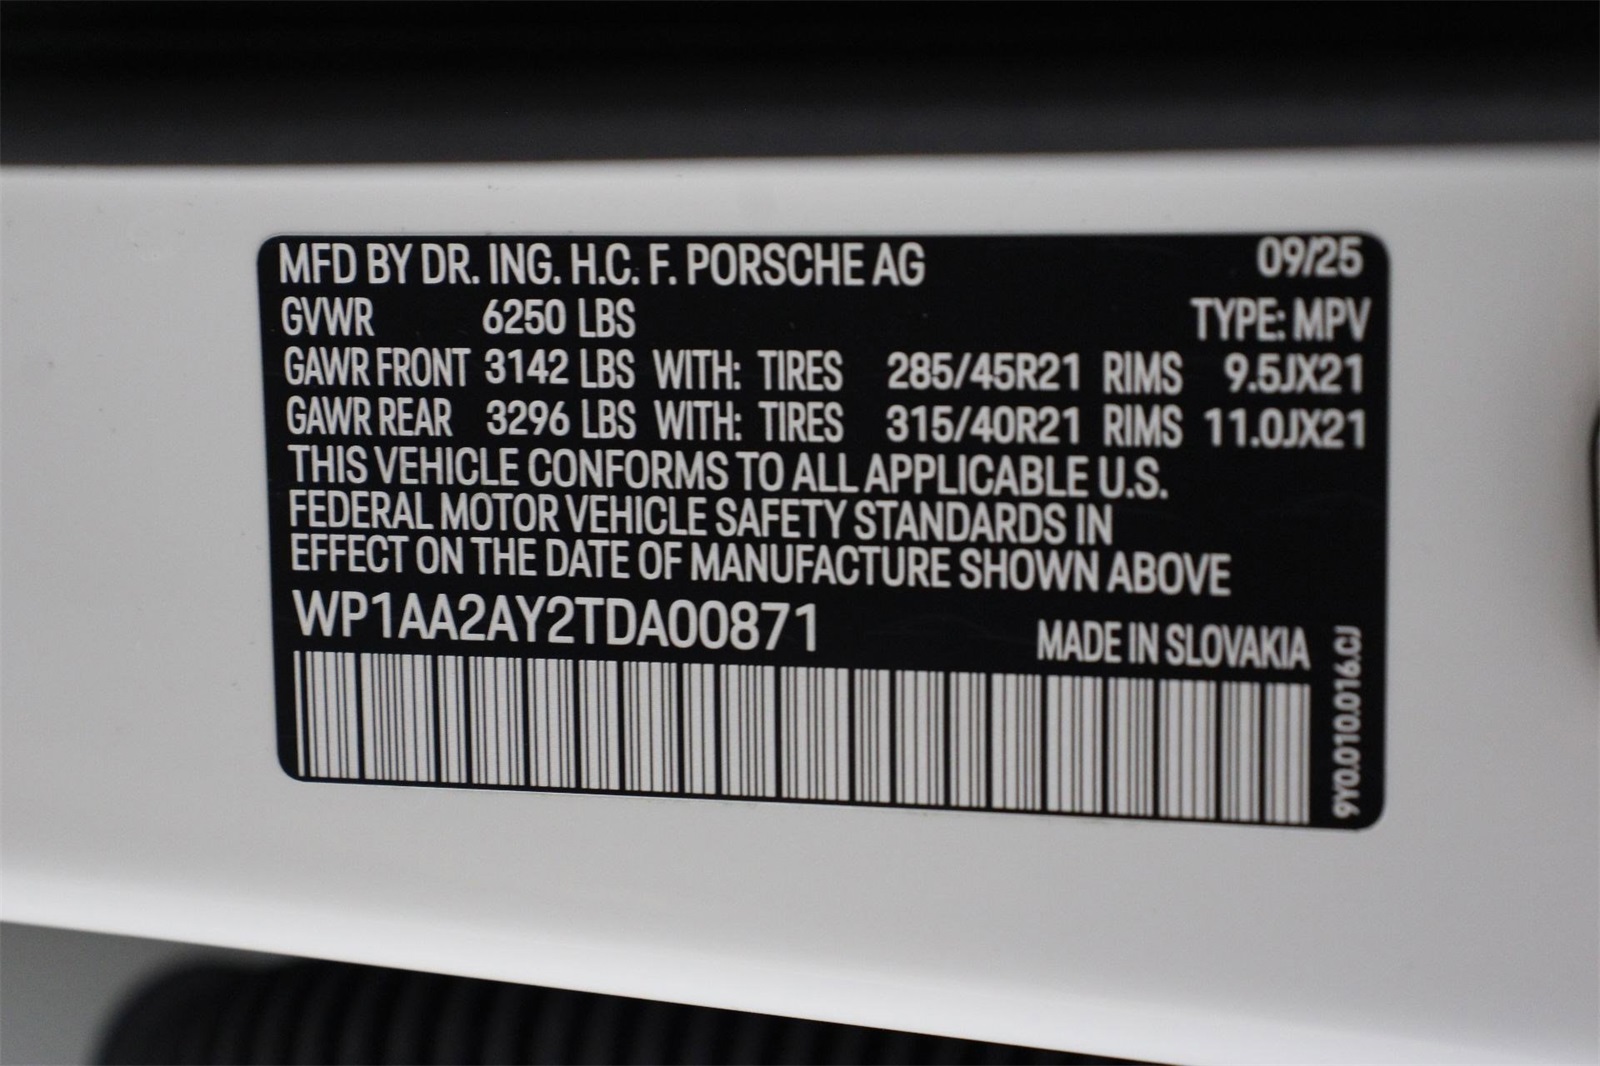 MFD BY DR. ING. H.C. F. PORSCHE AG 09/25
GVWR 6250 LBS TYPE: MPV
GAWR FRONT 3142 LBS WITH: TIRES 285/45R21 RIMS 9.5JX21
GAWR REAR 3296 LBS WITH: TIRES 315/40R21 RIMS 11.0JX21
THIS VEHICLE CONFORMS TO ALL APPLICABLE U.S.
FEDERAL MOTOR VEHICLE SAFETY STANDARDS IN
EFFECT ON THE DATE OF MANUFACTURE SHOWN ABOVE
WP1AA2AY2TDA00871
MADE IN SLOVAKIA
9Y0.010.016.CJ